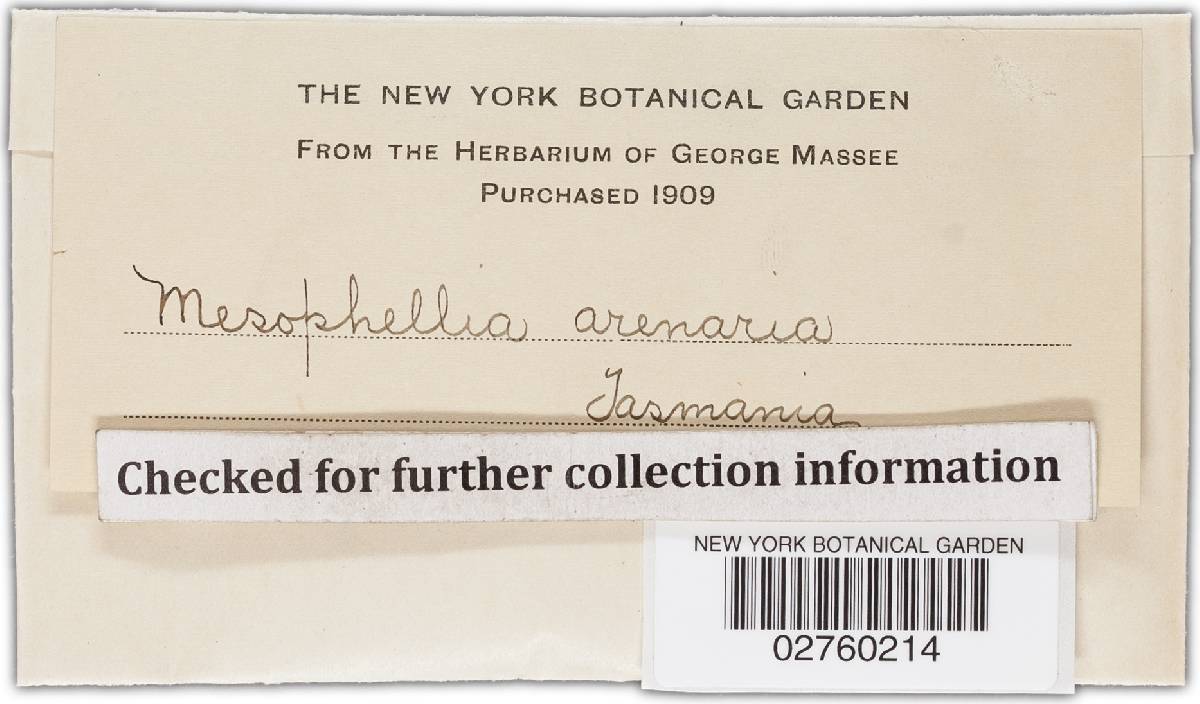 THE NEW YORK BOTANICAL GARDEN
FROM THE HERBARIUM OF GEORGE MASSEE
PURCHASED 1909
Mesophellia arenaria
Tasmania
Checked for further collection information
NEW YORK BOTANICAL GARDEN
02760214